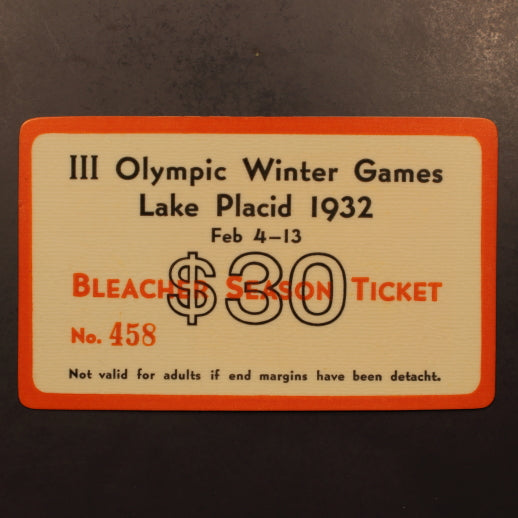 III Olympic Winter Games
Lake Placid 1932
Feb 4–13
$30
BLEACHER SEASON TICKET
No. 458
Not valid for adults if end margins have been detacht.